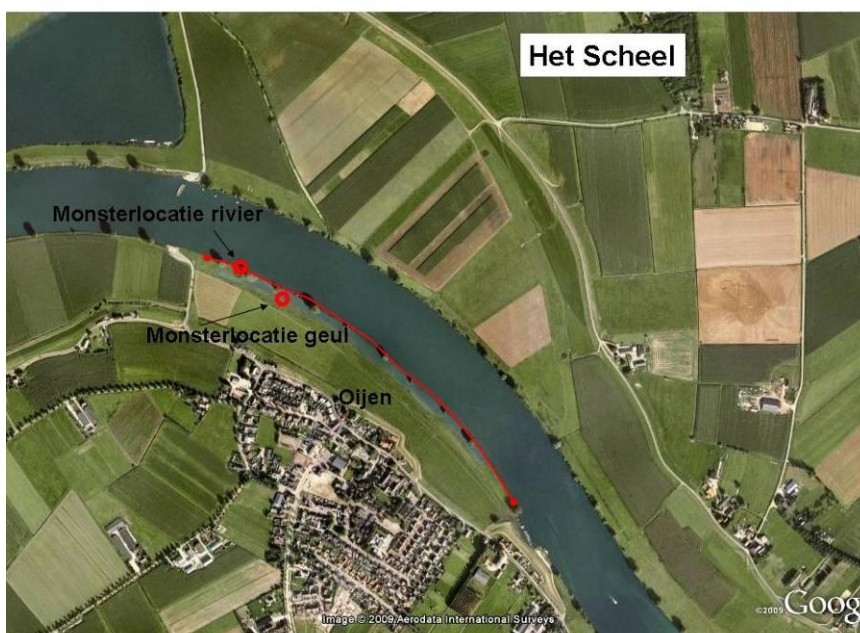 Het Scheel
Monsterlocatie rivier
Monsterlocatie geul
Oijen
Image © 2009 Aerodata International Surveys
©2009 Goog